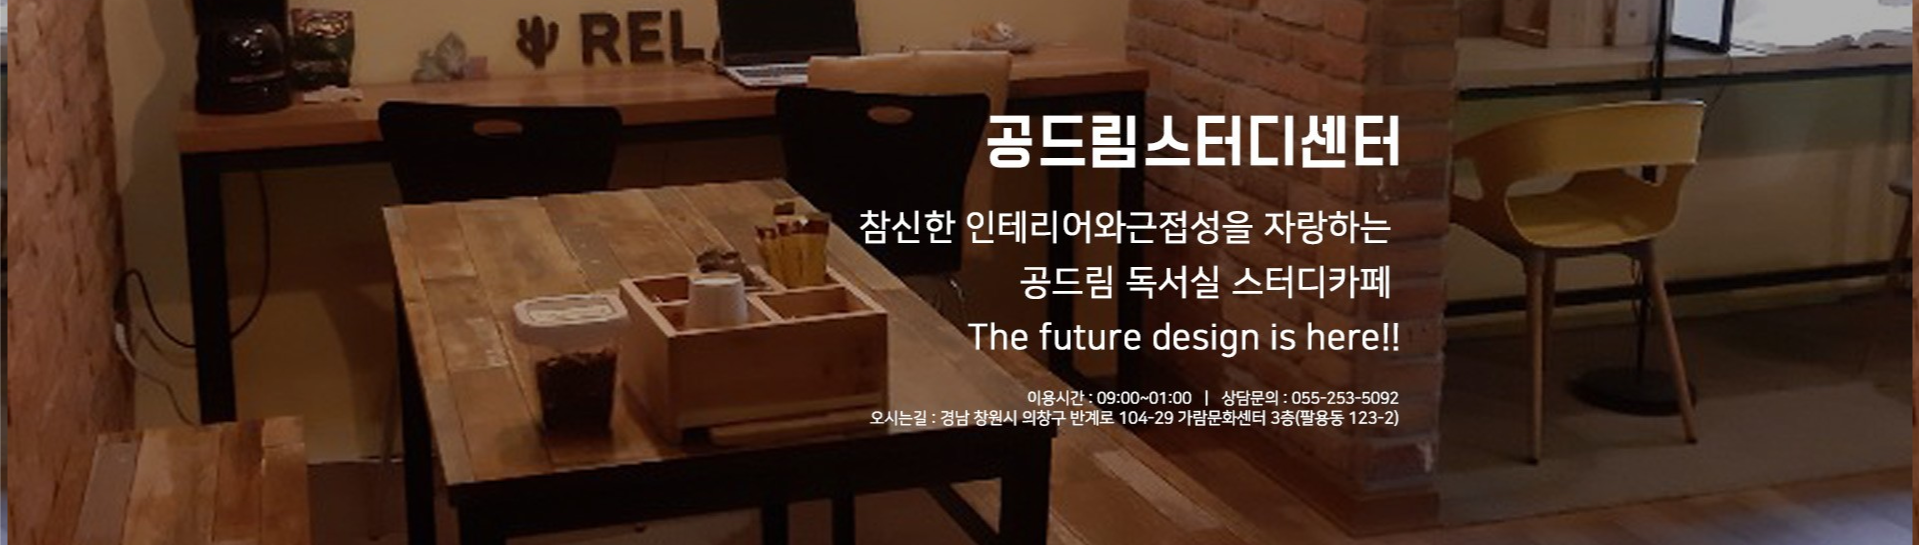 REL
공드림스터디센터
참신한 인테리어와근접성을 자랑하는
공드림 독서실 스터디카페
The future design is here!!
이용시간 : 09:00~01:00 | 상담문의 : 055-253-5092
오시는길 : 경남 창원시 의창구 반계로 104-29 가람문화센터 3층(팔용동 123-2)